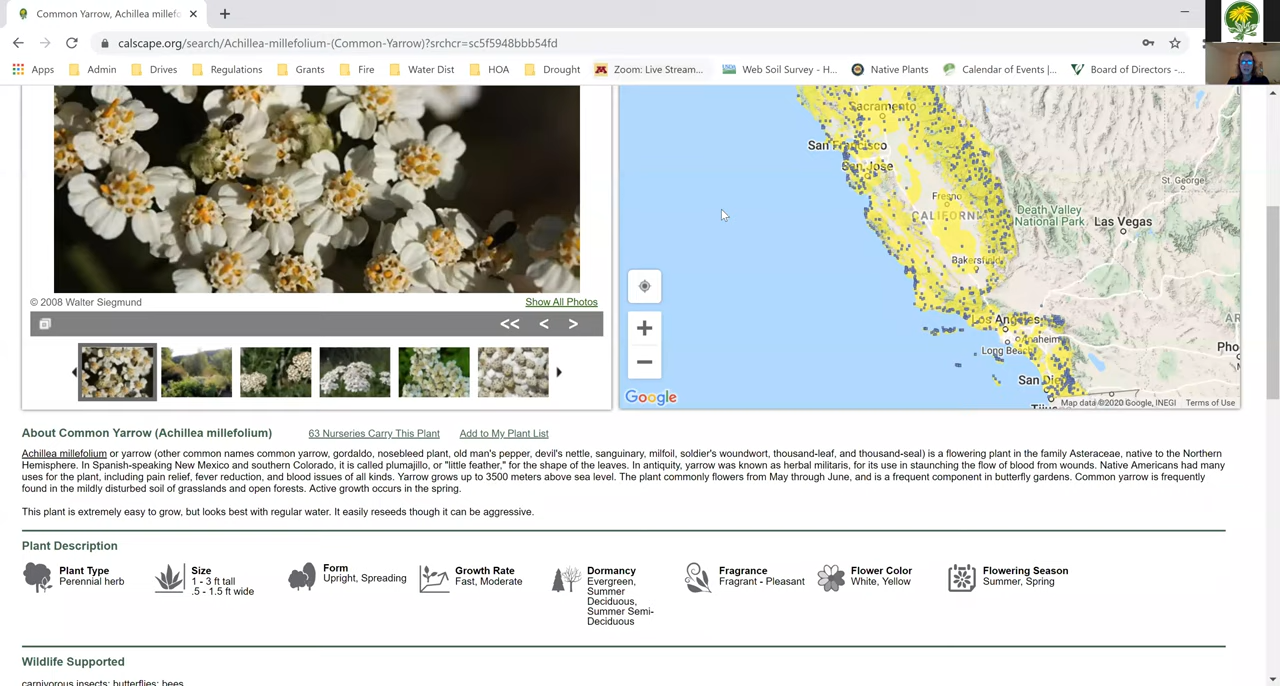 Common Yarrow, Achillea millefo
calscape.org/search/Achillea-millefolium-(Common-Yarrow)?srchcr=sc5f5948bbb54fd
Apps Admin Drives Regulations Grants Fire Water Dist HOA Drought Zoom: Live Stream... Web Soil Survey - H... Native Plants Calendar of Events |... Board of Directors -...
Sacramento
San Francisco
San Jose
St. George
Fresno
CALIFORNIA
Death Valley
National Park
Las Vegas
Bakersfield
Los Angeles
Long Beach
Anaheim
Pho
San Die
Tiju
Google
Map data ©2020 Google, INEGI Terms of Use
© 2008 Walter Siegmund Show All Photos
<< < >
About Common Yarrow (Achillea millefolium) 63 Nurseries Carry This Plant Add to My Plant List
Achillea millefolium or yarrow (other common names common yarrow, gordaldo, nosebleed plant, old man's pepper, devil's nettle, sanguinary, milfoil, soldier's woundwort, thousand-leaf, and thousand-seal) is a flowering plant in the family Asteraceae, native to the Northern
Hemisphere. In Spanish-speaking New Mexico and southern Colorado, it is called plumajillo, or "little feather," for the shape of the leaves. In antiquity, yarrow was known as herbal militaris, for its use in staunching the flow of blood from wounds. Native Americans had many
uses for the plant, including pain relief, fever reduction, and blood issues of all kinds. Yarrow grows up to 3500 meters above sea level. The plant commonly flowers from May through June, and is a frequent component in butterfly gardens. Common yarrow is frequently
found in the mildly disturbed soil of grasslands and open forests. Active growth occurs in the spring.
This plant is extremely easy to grow, but looks best with regular water. It easily reseeds though it can be aggressive.
Plant Description
Plant Type
Perennial herb
Size
1 - 3 ft tall
.5 - 1.5 ft wide
Form
Upright, Spreading
Growth Rate
Fast, Moderate
Dormancy
Evergreen,
Summer
Deciduous,
Summer Semi-
Deciduous
Fragrance
Fragrant - Pleasant
Flower Color
White, Yellow
Flowering Season
Summer, Spring
Wildlife Supported
carnivorous insects; butterflies; bees